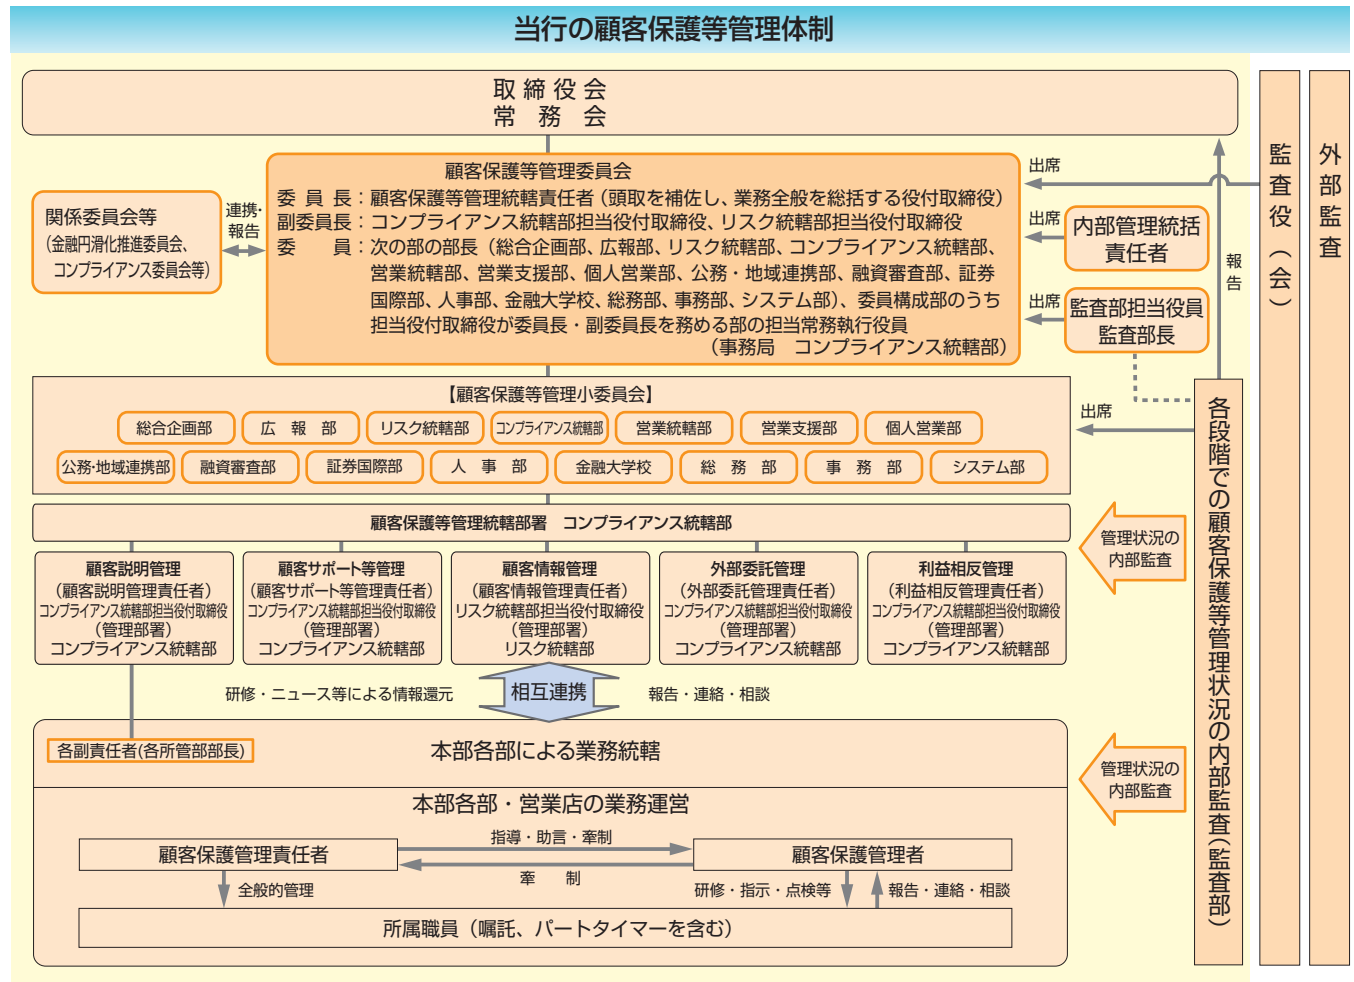 当行の顧客保護等管理体制
取締役会
常務会
顧客保護等管理委員会
委員長：顧客保護等管理統轄責任者（頭取を補佐し、業務全般を総括する役付取締役）
副委員長：コンプライアンス統轄部担当役付取締役、リスク統轄部担当役付取締役
委員：次の部の部長（総合企画部、広報部、リスク統轄部、コンプライアンス統轄部、
営業統轄部、営業支援部、個人営業部、公務・地域連携部、融資審査部、証券
国際部、人事部、金融大学校、総務部、事務部、システム部）、委員構成部のうち
担当役付取締役が委員長・副委員長を務める部の担当常務執行役員
（事務局　コンプライアンス統轄部）
関係委員会等
（金融円滑化推進委員会、
コンプライアンス委員会等）
連携・
報告
出席
出席
内部管理統括
責任者
出席
監査部担当役員
監査部長
報告
監査役（会）
外部監査
【顧客保護等管理小委員会】
総合企画部
広報部
リスク統轄部
コンプライアンス統轄部
営業統轄部
営業支援部
個人営業部
公務・地域連携部
融資審査部
証券国際部
人事部
金融大学校
総務部
事務部
システム部
出席
各段階での顧客保護等管理状況の内部監査（監査部）
顧客保護等管理統轄部署　コンプライアンス統轄部
管理状況の
内部監査
顧客説明管理
（顧客説明管理責任者）
コンプライアンス統轄部担当役付取締役
（管理部署）
コンプライアンス統轄部
顧客サポート等管理
（顧客サポート等管理責任者）
コンプライアンス統轄部担当役付取締役
（管理部署）
コンプライアンス統轄部
顧客情報管理
（顧客情報管理責任者）
リスク統轄部担当役付取締役
（管理部署）
リスク統轄部
外部委託管理
（外部委託管理責任者）
コンプライアンス統轄部担当役付取締役
（管理部署）
コンプライアンス統轄部
利益相反管理
（利益相反管理責任者）
コンプライアンス統轄部担当役付取締役
（管理部署）
コンプライアンス統轄部
研修・ニュース等による情報還元
相互連携
報告・連絡・相談
各副責任者(各所管部部長)
本部各部による業務統轄
管理状況の
内部監査
本部各部・営業店の業務運営
顧客保護管理責任者
指導・助言・牽制
牽制
顧客保護管理者
全般的管理
研修・指示・点検等
報告・連絡・相談
所属職員（嘱託、パートタイマーを含む）